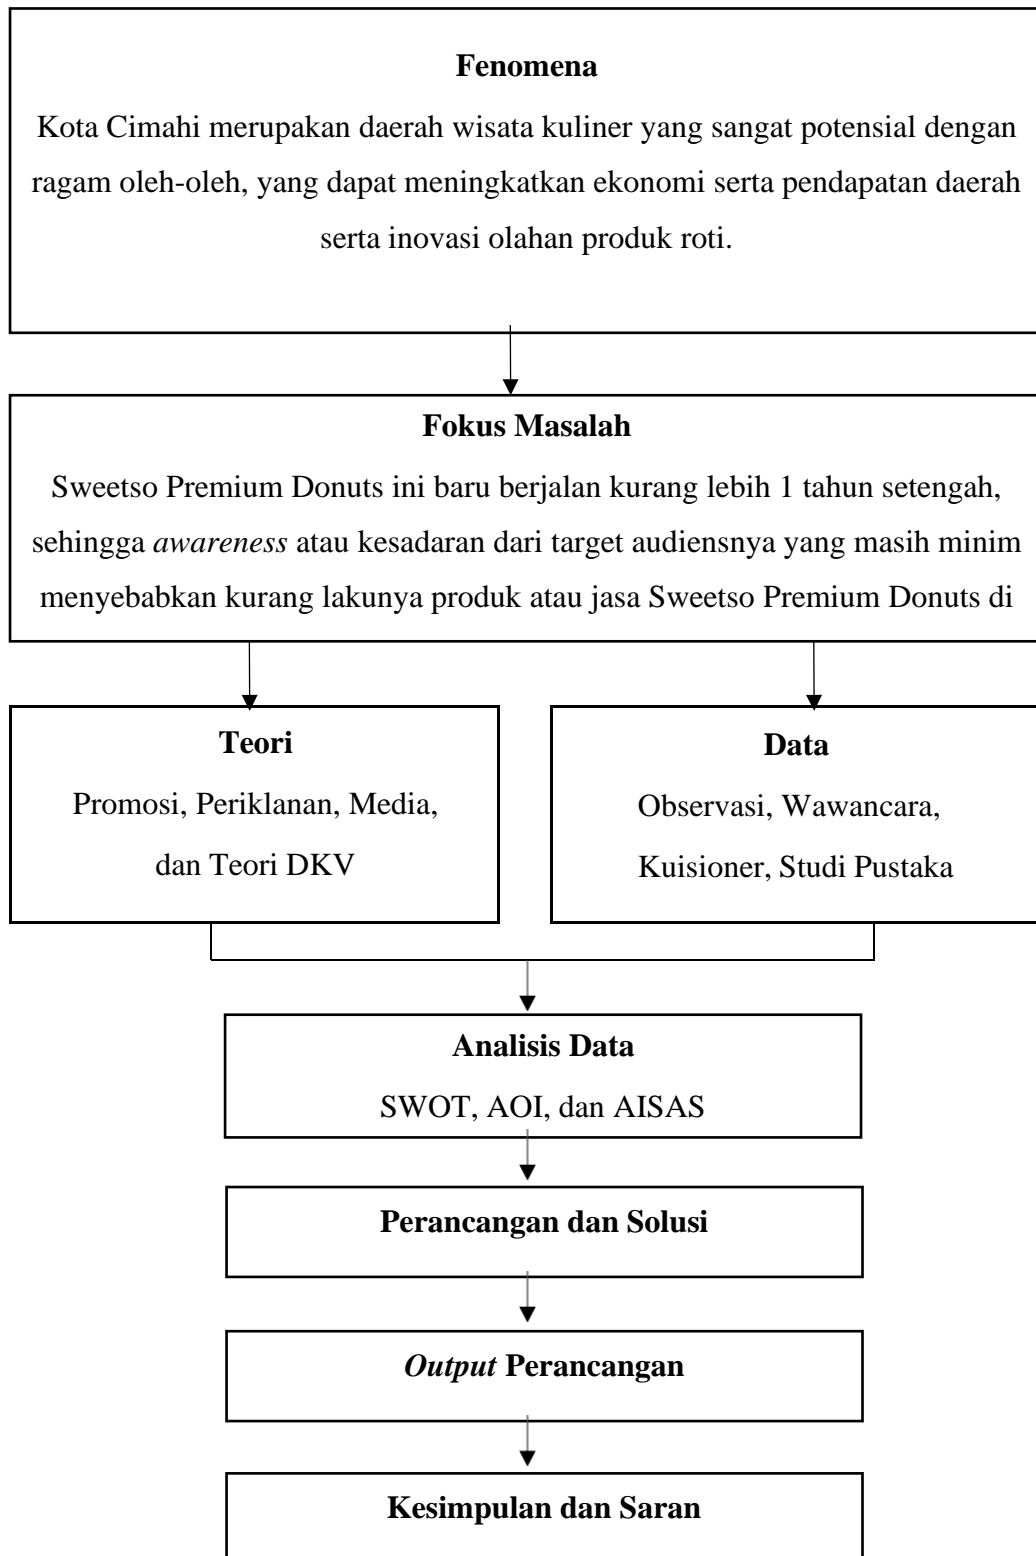 Fenomena
Kota Cimahi merupakan daerah wisata kuliner yang sangat potensial dengan
ragam oleh-oleh, yang dapat meningkatkan ekonomi serta pendapatan daerah
serta inovasi olahan produk roti.
Fokus Masalah
Sweetso Premium Donuts ini baru berjalan kurang lebih 1 tahun setengah,
sehingga awareness atau kesadaran dari target audiensnya yang masih minim
menyebabkan kurang lakunya produk atau jasa Sweetso Premium Donuts di
Teori
Promosi, Periklanan, Media,
dan Teori DKV
Data
Observasi, Wawancara,
Kuisioner, Studi Pustaka
Analisis Data
SWOT, AOI, dan AISAS
Perancangan dan Solusi
Output Perancangan
Kesimpulan dan Saran